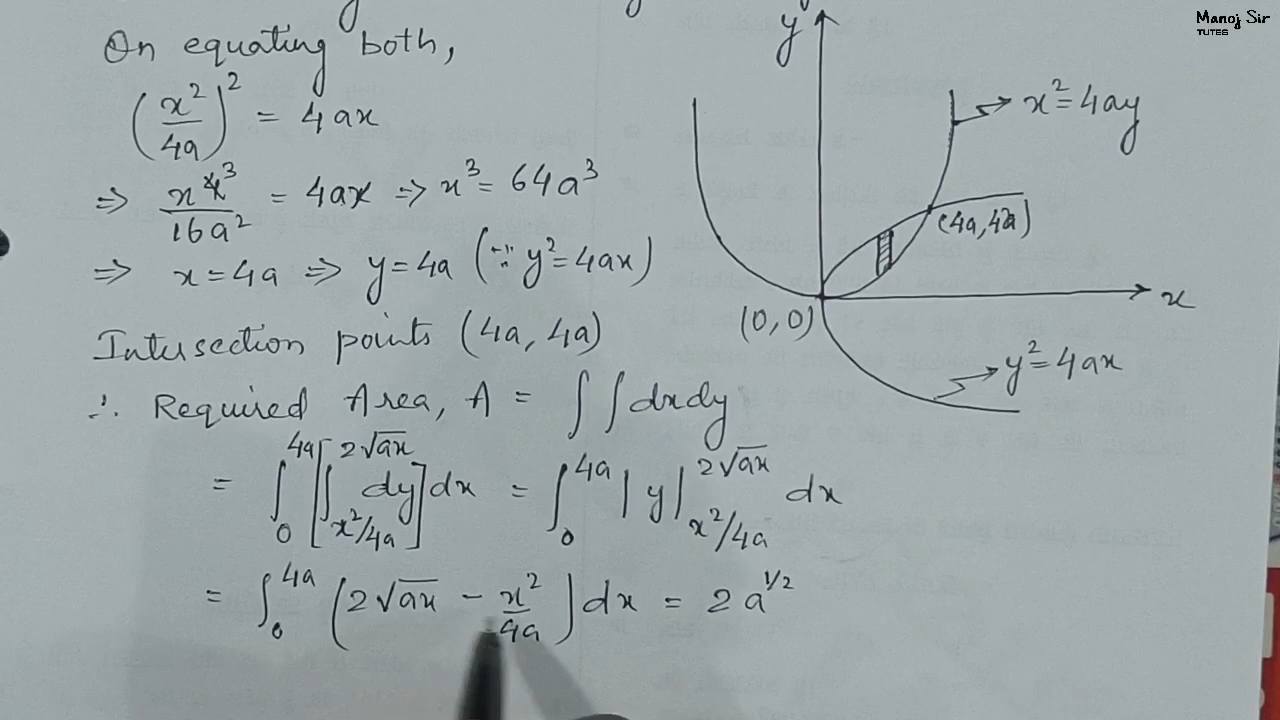 Manoj Sir
TUTES
On equating both,
(x²/4a)² = 4ax
⇒ x⁴³/16a² = 4ax ⇒ x³ = 64a³
⇒ x = 4a ⇒ y = 4a (∵ y² = 4ax)
Intersection points (4a, 4a)
∴ Required Area, A = ∫∫ dxdy
= ∫₀^4a [∫_{x²/4a}^{2√ax} dy] dx = ∫₀^4a |y|_{x²/4a}^{2√ax} dx
= ∫₀^4a (2√ax − x²/4a) dx = 2a^1/2
y
x² = 4ay
(4a, 4a)
x
(0, 0)
y² = 4ax